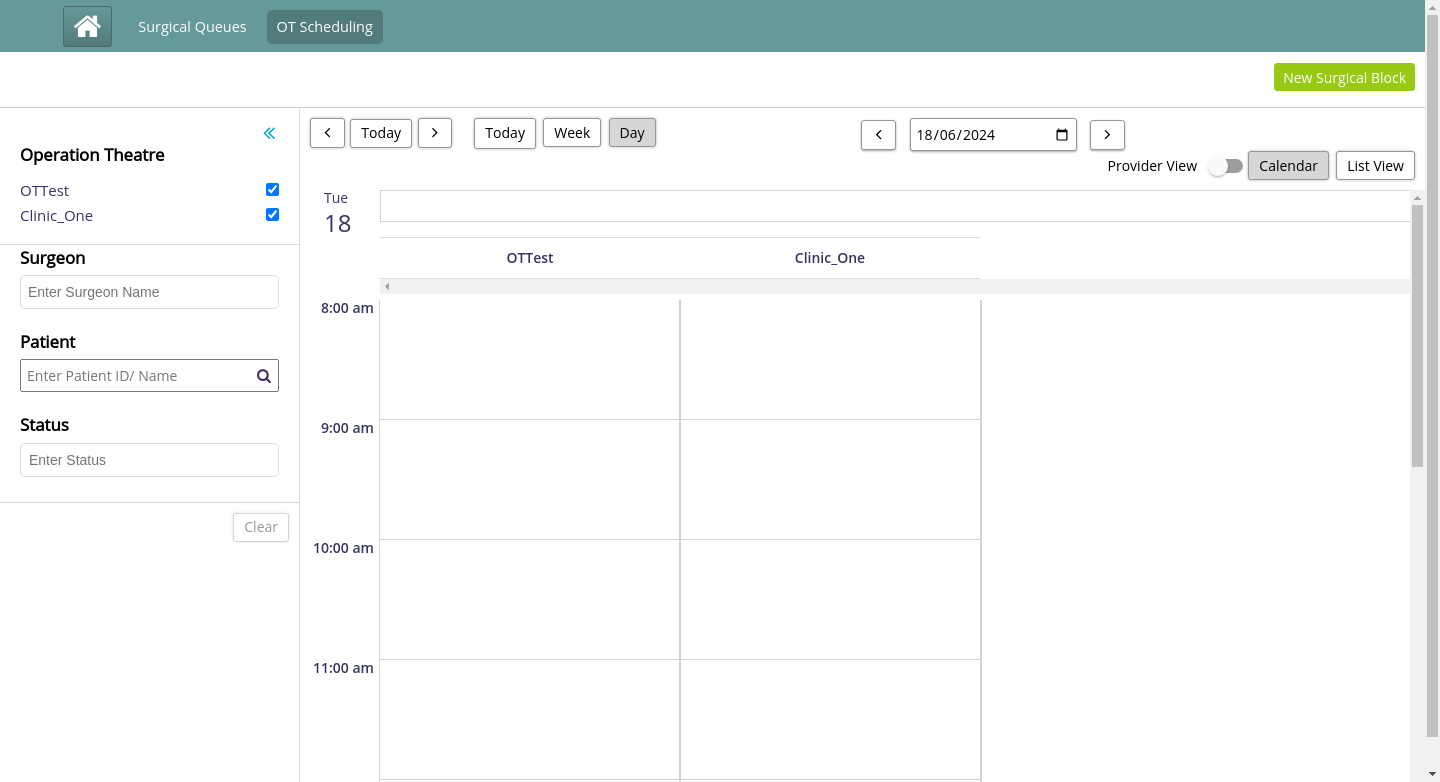 Surgical Queues
OT Scheduling
New Surgical Block
Today
Today
Week
Day
18/06/2024
Provider View
Calendar
List View
Operation Theatre
OTTest
Clinic_One
Surgeon
Enter Surgeon Name
Patient
Enter Patient ID/ Name
Status
Enter Status
Clear
Tue
18
OTTest
Clinic_One
8:00 am
9:00 am
10:00 am
11:00 am